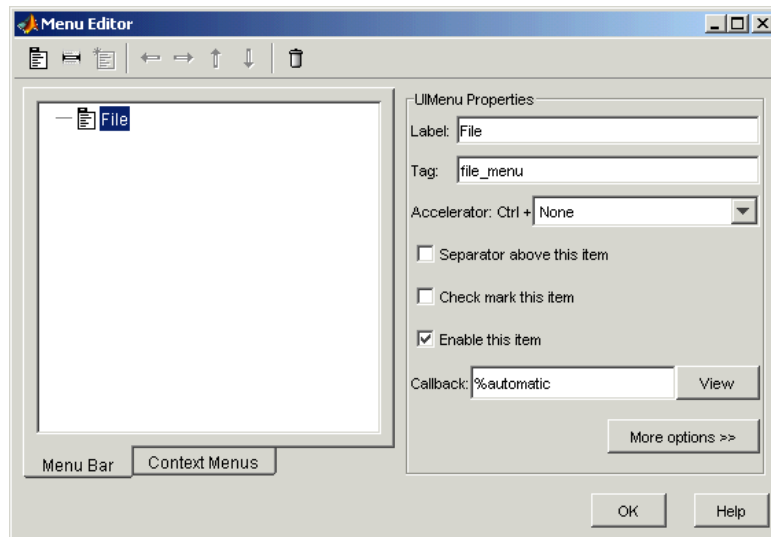 Menu Editor
File
UIMenu Properties
Label: File
Tag: file_menu
Accelerator: Ctrl + None
Separator above this item
Check mark this item
Enable this item
Callback: %automatic View
More options >>
Menu Bar Context Menus
OK Help